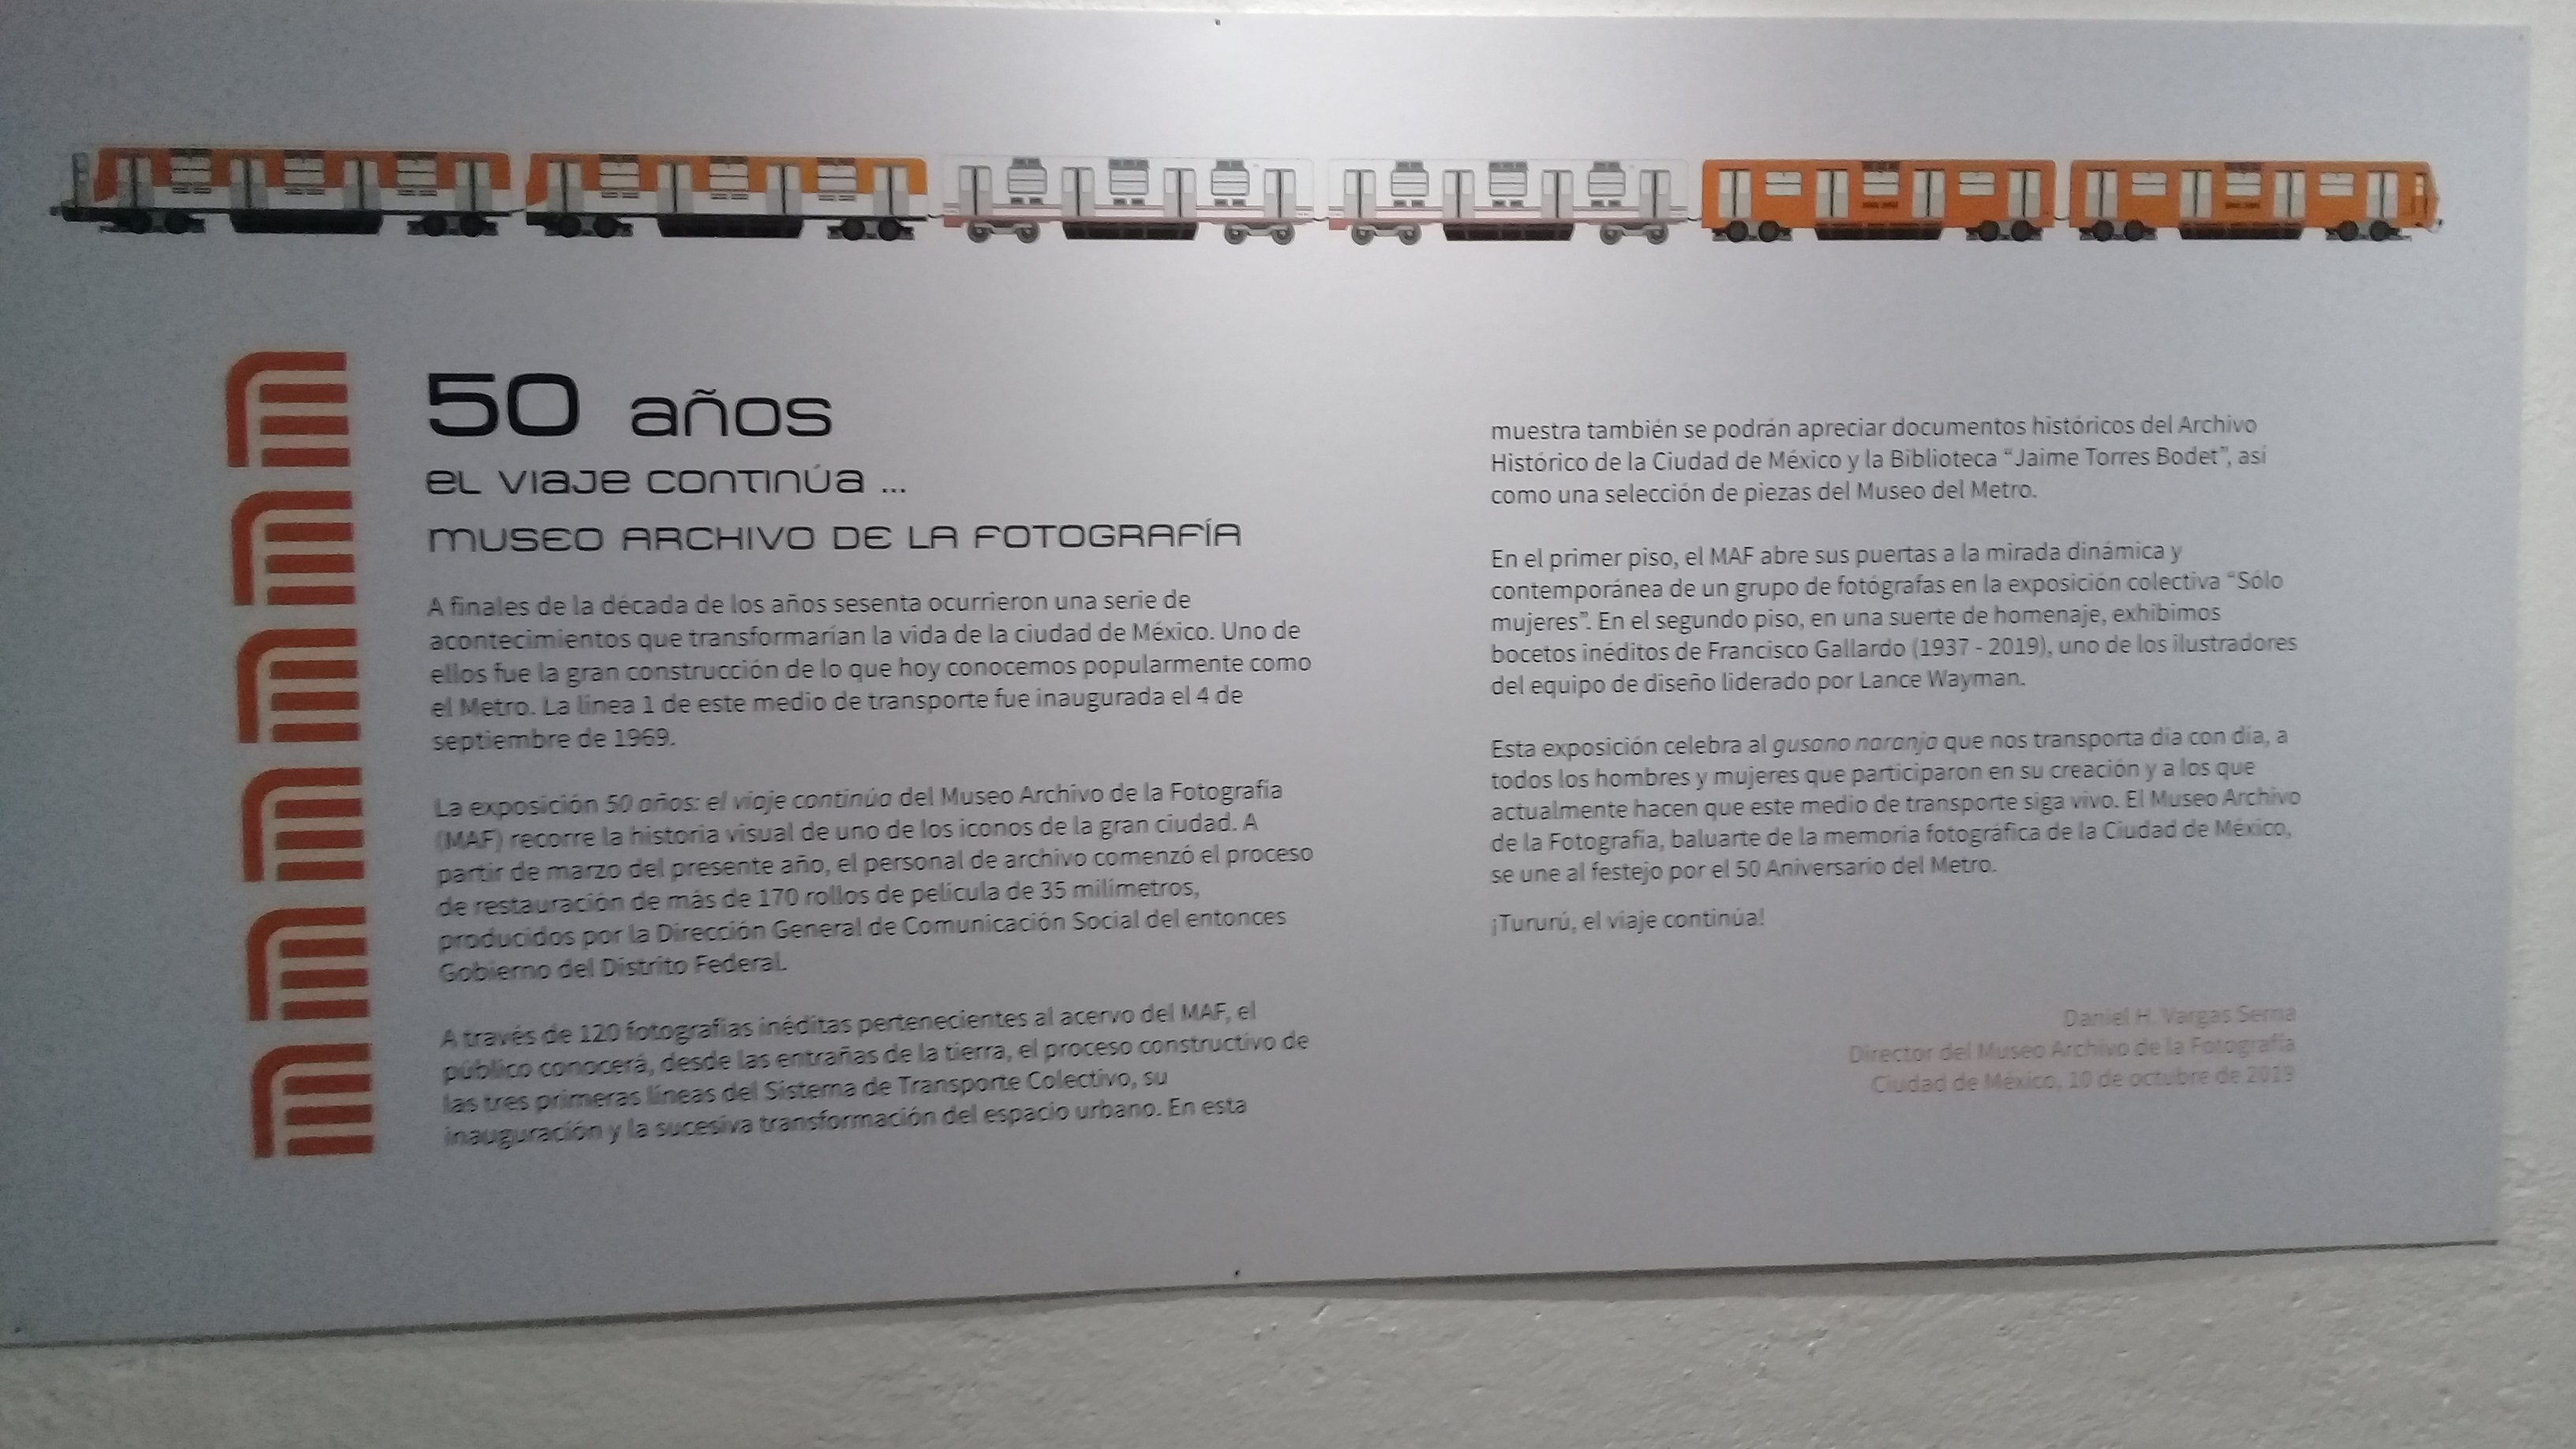 50 años
el viaje continúa ...
MUSEO ARCHIVO DE LA FOTOGRAFÍA
A finales de la década de los años sesenta ocurrieron una serie de
acontecimientos que transformarían la vida de la ciudad de México. Uno de
ellos fue la gran construcción de lo que hoy conocemos popularmente como
el Metro. La línea 1 de este medio de transporte fue inaugurada el 4 de
septiembre de 1969.
La exposición 50 años: el viaje continúa del Museo Archivo de la Fotografía
(MAF) recorre la historia visual de uno de los iconos de la gran ciudad. A
partir de marzo del presente año, el personal de archivo comenzó el proceso
de restauración de más de 170 rollos de película de 35 milímetros,
producidos por la Dirección General de Comunicación Social del entonces
Gobierno del Distrito Federal.
A través de 120 fotografías inéditas pertenecientes al acervo del MAF, el
público conocerá, desde las entrañas de la tierra, el proceso constructivo de
las tres primeras líneas del Sistema de Transporte Colectivo, su
inauguración y la sucesiva transformación del espacio urbano. En esta
muestra también se podrán apreciar documentos históricos del Archivo
Histórico de la Ciudad de México y la Biblioteca “Jaime Torres Bodet”, así
como una selección de piezas del Museo del Metro.
En el primer piso, el MAF abre sus puertas a la mirada dinámica y
contemporánea de un grupo de fotógrafas en la exposición colectiva “Sólo
mujeres”. En el segundo piso, en una suerte de homenaje, exhibimos
bocetos inéditos de Francisco Gallardo (1937 - 2019), uno de los ilustradores
del equipo de diseño liderado por Lance Wayman.
Esta exposición celebra al gusano naranja que nos transporta día con día, a
todos los hombres y mujeres que participaron en su creación y a los que
actualmente hacen que este medio de transporte siga vivo. El Museo Archivo
de la Fotografía, baluarte de la memoria fotográfica de la Ciudad de México,
se une al festejo por el 50 Aniversario del Metro.
¡Tururú, el viaje continúa!
Daniel H. Vargas Serna
Director del Museo Archivo de la Fotografía
Ciudad de México, 10 de octubre de 2019